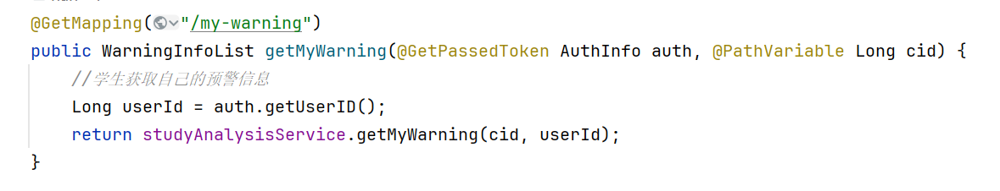 @GetMapping("/my-warning")
public WarningInfoList getMyWarning(@GetPassedToken AuthInfo auth, @PathVariable Long cid) {
//学生获取自己的预警信息
Long userId = auth.getUserID();
return studyAnalysisService.getMyWarning(cid, userId);
}